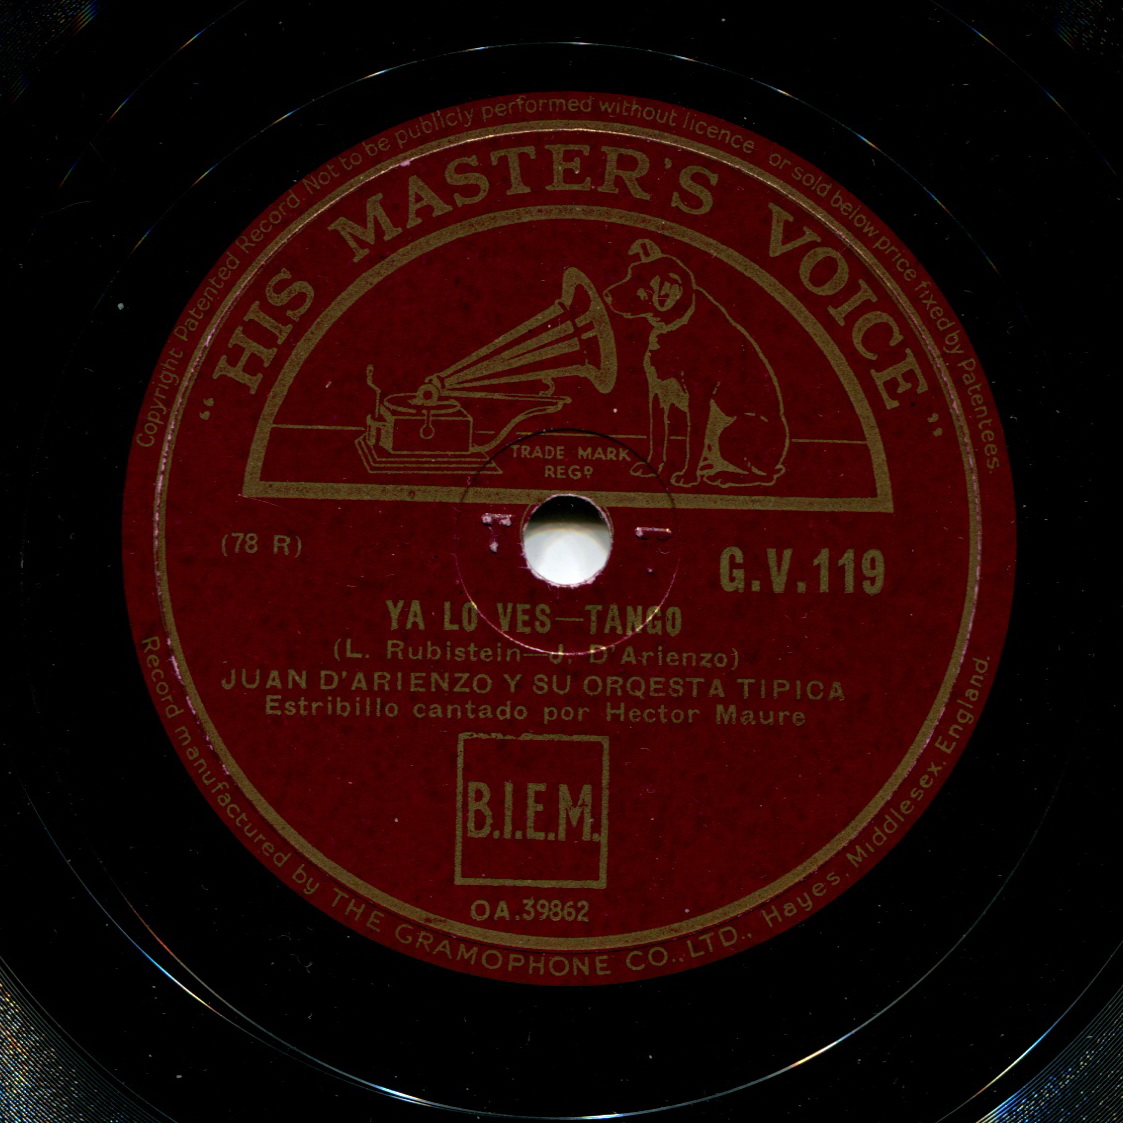 Copyright Patented Record. Not to be publicly performed without licence or sold below price fixed by Patentees.
"HIS MASTER'S VOICE"
TRADE MARK
REGD
(78 R)
G.V.119
YA LO VES—TANGO
(L. Rubistein—J. D'Arienzo)
JUAN D'ARIENZO Y SU ORQESTA TIPICA
Estribillo cantado por Hector Maure
B.I.E.M.
OA.39862
Record manufactured by THE GRAMOPHONE CO., LTD., Hayes, Middlesex, England.